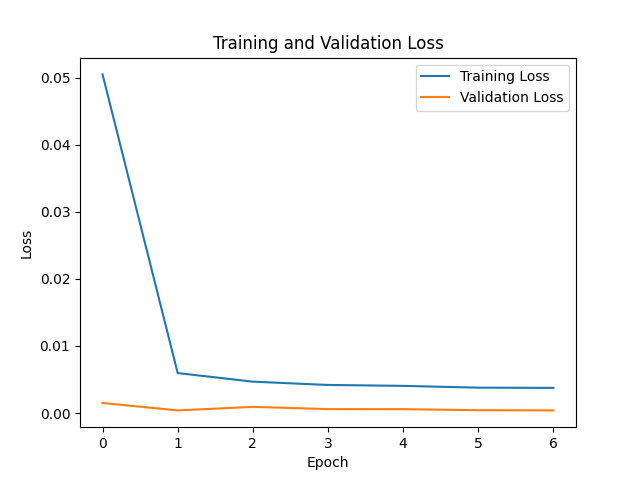 Training and Validation Loss
Training Loss
Validation Loss
0.05
0.04
0.03
0.02
0.01
0.00
Loss
0 1 2 3 4 5 6
Epoch